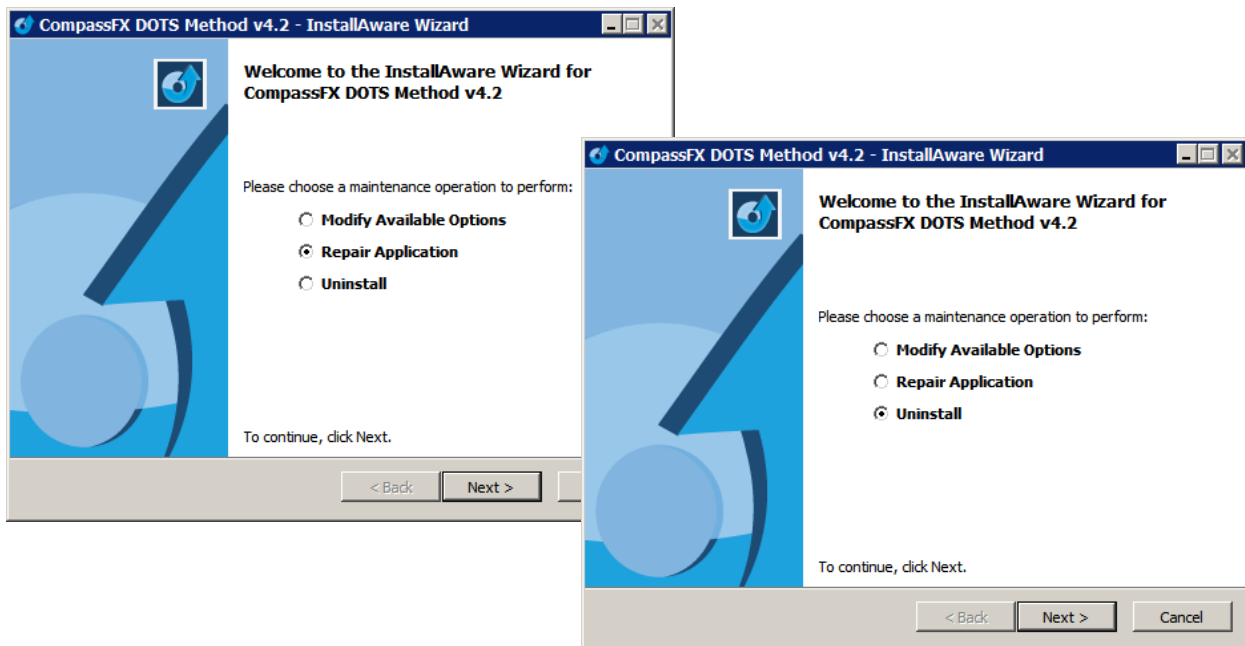 CompassFX DOTS Method v4.2 - InstallAware Wizard
Welcome to the InstallAware Wizard for
CompassFX DOTS Method v4.2
Please choose a maintenance operation to perform:
Modify Available Options
Repair Application
Uninstall
To continue, click Next.
< Back
Next >
CompassFX DOTS Method v4.2 - InstallAware Wizard
Welcome to the InstallAware Wizard for
CompassFX DOTS Method v4.2
Please choose a maintenance operation to perform:
Modify Available Options
Repair Application
Uninstall
To continue, click Next.
< Back
Next >
Cancel